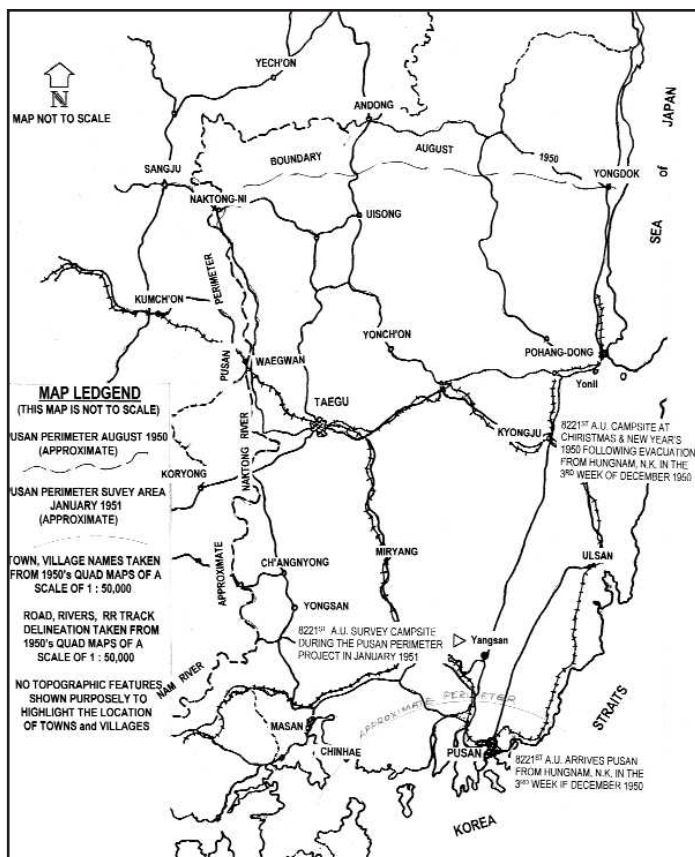 YECH'ON
N
MAP NOT TO SCALE
ANDONG
JAPAN
of
SEA
BOUNDARY
AUGUST
1950
SANGJU
YONGDOK
NAKTONG-NI
UISONG
PERIMETER
KUMCH'ON
YONCH'ON
POHANG-DONG
PUSAN
WAEGWAN
Yonil
MAP LEDGEND
(THIS MAP IS NOT TO SCALE)
PUSAN PERIMETER AUGUST 1950
(APPROXIMATE)
PUSAN PERIMETER SUVEY AREA
JANUARY 1951
(APPROXIMATE)
TOWN, VILLAGE NAMES TAKEN
FROM 1950's QUAD MAPS OF A
SCALE OF 1 : 50,000
ROAD, RIVERS, RR TRACK
DELINEATION TAKEN FROM
1950's QUAD MAPS OF A
SCALE OF 1 : 50,000
NO TOPOGRAPHIC FEATURES
SHOWN PURPOSELY TO
HIGHLIGHT THE LOCATION
OF TOWNS and VILLAGES
TAEGU
KYONGJU
8221ST A.U. CAMPSITE AT
CHIRISTMAS & NEW YEAR'S
1950 FOLLOWING EVACUATION
FROM HUNGNAM, N.K. IN THE
3RD WEEK OF DECEMBER 1950
NAKTONG RIVER
KORYONG
APPROXIMATE
CH'ANGNYONG
MIRYANG
ULSAN
YONGSAN
8221ST A.U. SURVEY CAMPSITE
DURING THE PUSAN PERIMETER
PROJECT IN JANUARY 1951
Yangsan
NAM RIVER
APPROXIMATE PERIMETER
STRAITS
MASAN
CHINHAE
PUSAN
8221ST A.U. ARRIVES PUSAN
FROM HUNGNAM, N.K. IN THE
3RD WEEK IF DECEMBER 1950
KOREA